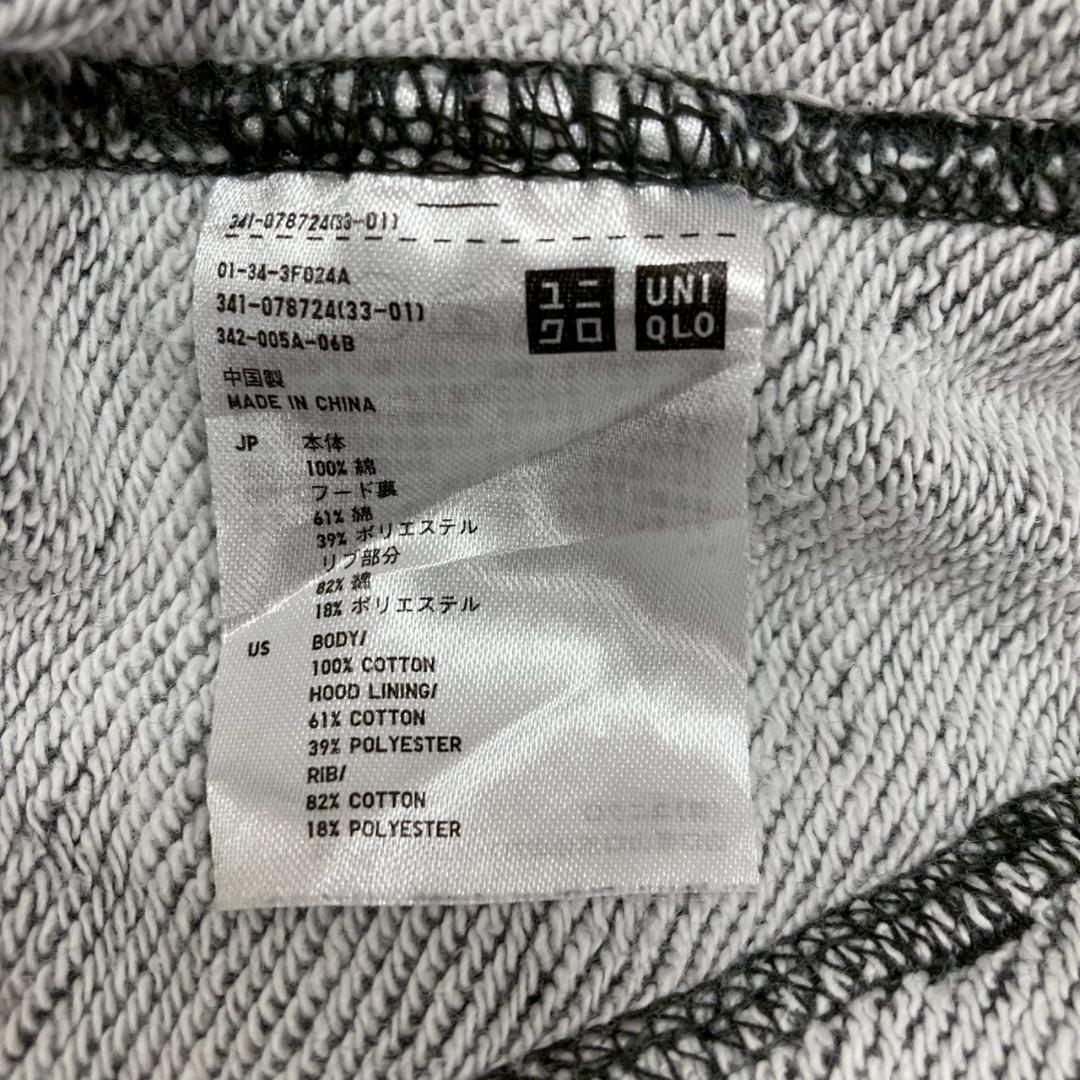 341-078724(33-01)
01-34-3F024A
341-078724(33-01)
342-005A-06B
ユニ
クロ
UNI
QLO
中国製
MADE IN CHINA
JP 本体
100% 綿
フード裏
61% 綿
39% ポリエステル
リブ部分
82% 綿
18% ポリエステル
US BODY/
100% COTTON
HOOD LINING/
61% COTTON
39% POLYESTER
RIB/
82% COTTON
18% POLYESTER